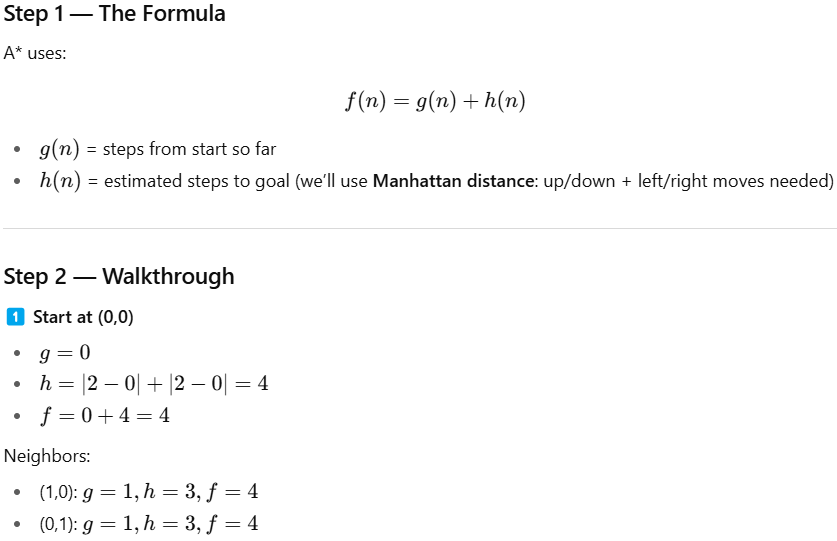 Step 1 — The Formula
A* uses:
f(n) = g(n) + h(n)
• g(n) = steps from start so far
• h(n) = estimated steps to goal (we’ll use Manhattan distance: up/down + left/right moves needed)
Step 2 — Walkthrough
1️⃣ Start at (0,0)
• g = 0
• h = |2 − 0| + |2 − 0| = 4
• f = 0 + 4 = 4
Neighbors:
• (1,0): g = 1, h = 3, f = 4
• (0,1): g = 1, h = 3, f = 4